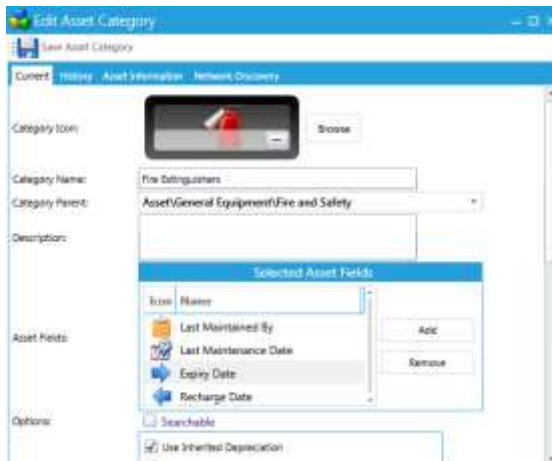 Edit Asset Category
Save Asset Category
Current History Asset Information Network Discovery
Category Icon:
Browse
Category Name: Fire Extinguishers
Category Parent: Asset\General Equipment\Fire and Safety
Description:
Selected Asset Fields
Icon Name
Last Maintained By
Asset Fields: Add
Last Maintenance Date
Remove
Expiry Date
Recharge Date
Options: Searchable
Use Inherited Depreciation